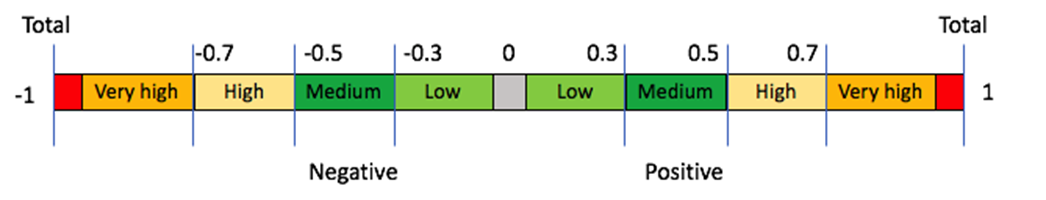 Total Total
-0.7 -0.5 -0.3 0 0.3 0.5 0.7
-1 Very high High Medium Low Low Medium High Very high 1
Negative Positive